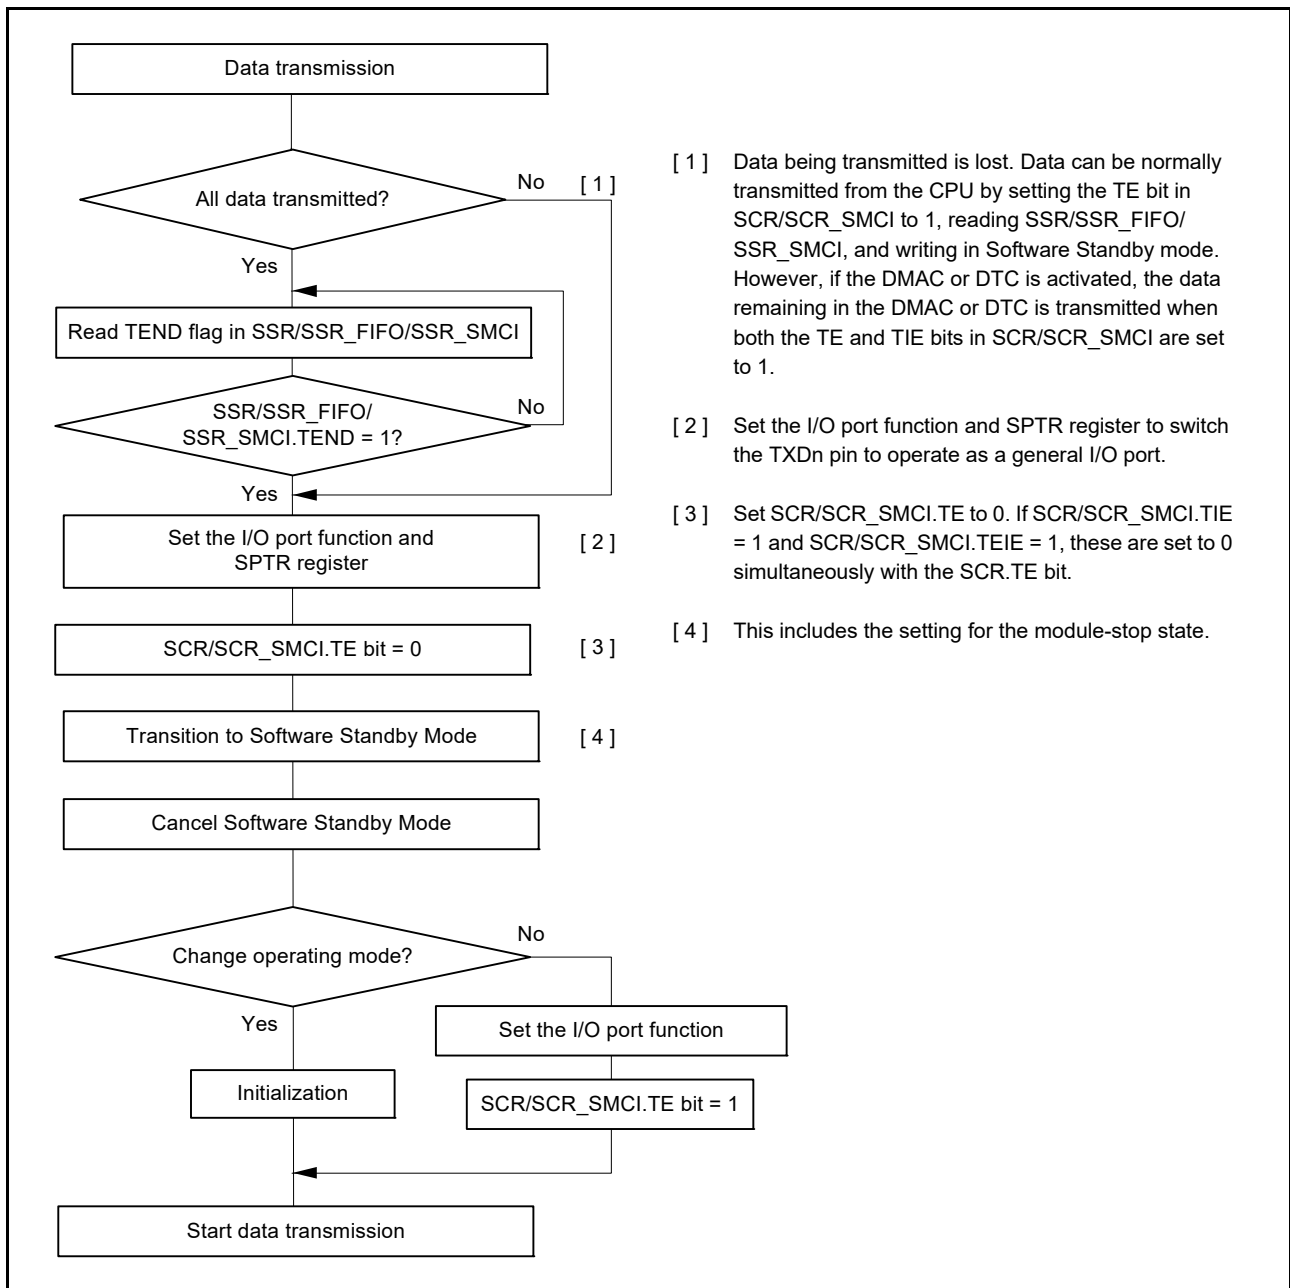 Data transmission
All data transmitted?
No
[ 1 ]
Yes
Read TEND flag in SSR/SSR_FIFO/SSR_SMCI
SSR/SSR_FIFO/
SSR_SMCI.TEND = 1?
No
Yes
Set the I/O port function and
SPTR register
[ 2 ]
SCR/SCR_SMCI.TE bit = 0
[ 3 ]
Transition to Software Standby Mode
[ 4 ]
Cancel Software Standby Mode
Change operating mode?
No
Yes
Set the I/O port function
Initialization
SCR/SCR_SMCI.TE bit = 1
Start data transmission
[ 1 ] Data being transmitted is lost. Data can be normally
transmitted from the CPU by setting the TE bit in
SCR/SCR_SMCI to 1, reading SSR/SSR_FIFO/
SSR_SMCI, and writing in Software Standby mode.
However, if the DMAC or DTC is activated, the data
remaining in the DMAC or DTC is transmitted when
both the TE and TIE bits in SCR/SCR_SMCI are set
to 1.
[ 2 ] Set the I/O port function and SPTR register to switch
the TXDn pin to operate as a general I/O port.
[ 3 ] Set SCR/SCR_SMCI.TE to 0. If SCR/SCR_SMCI.TIE
= 1 and SCR/SCR_SMCI.TEIE = 1, these are set to 0
simultaneously with the SCR.TE bit.
[ 4 ] This includes the setting for the module-stop state.